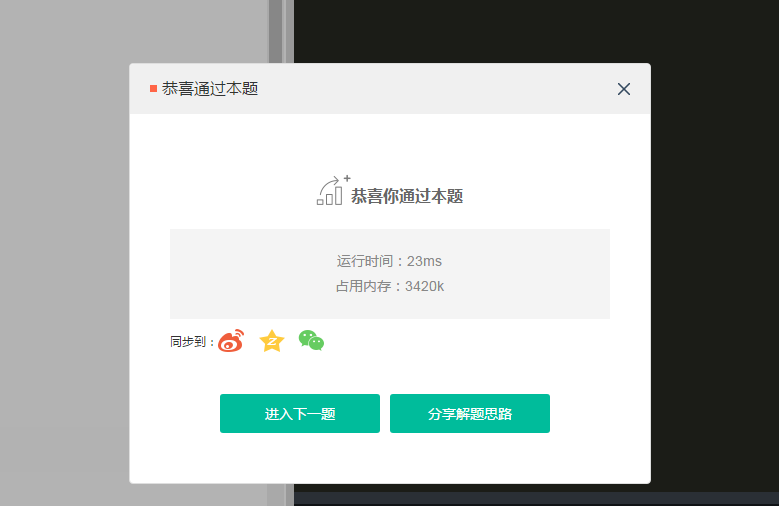 恭喜通过本题
恭喜你通过本题
运行时间：23ms
占用内存：3420k
同步到：
进入下一题
分享解题思路